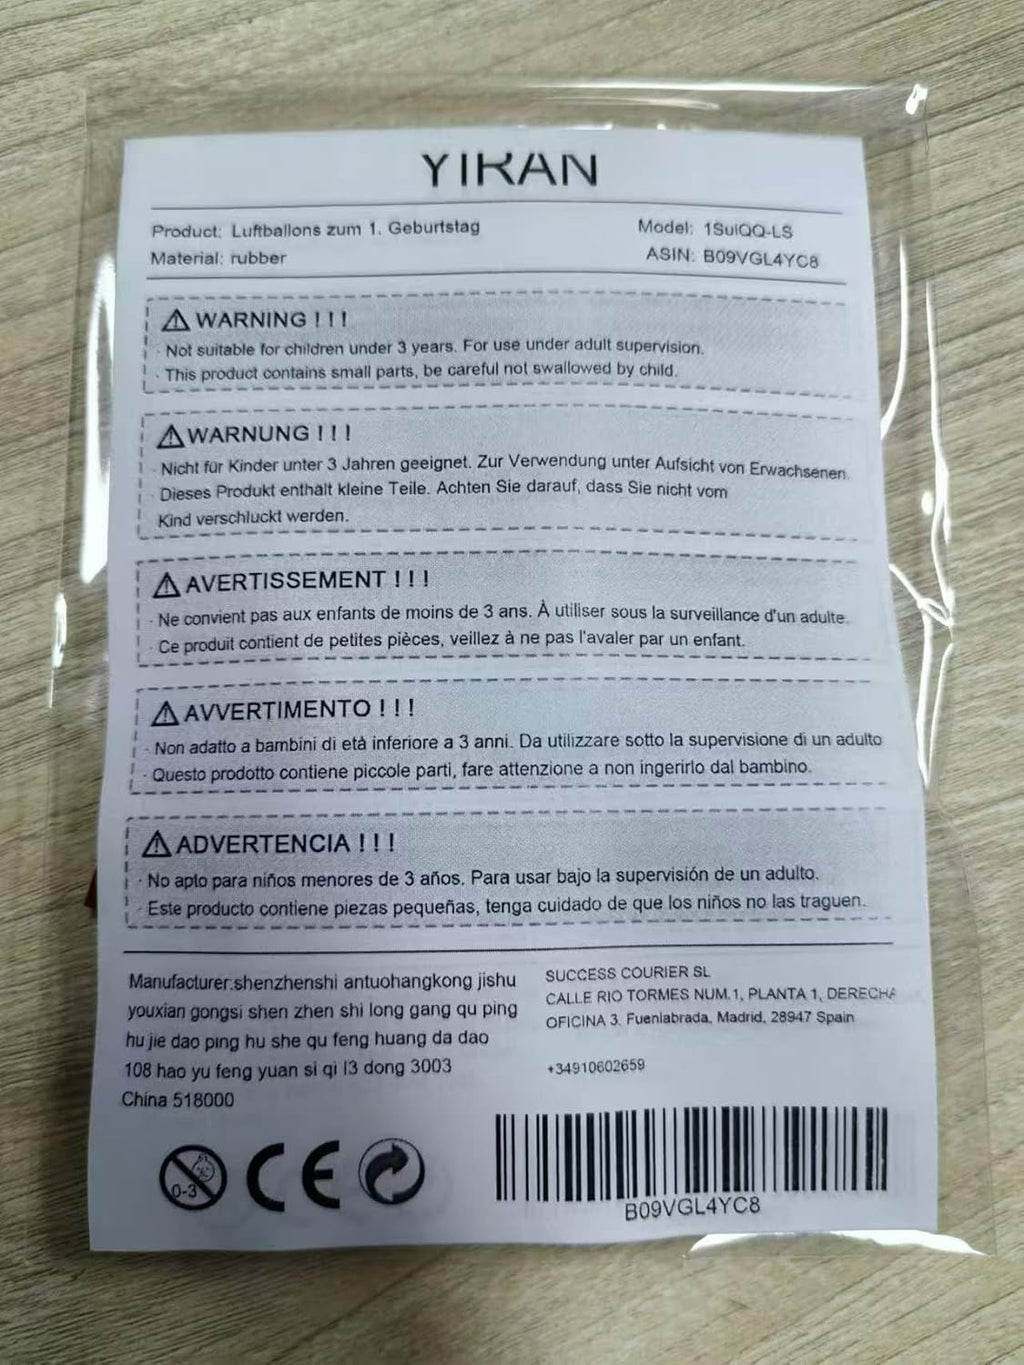 YIRAN
Product: Luftballons zum 1. Geburtstag
Model: 1SuiQQ-LS
Material: rubber
ASIN: B09VGL4YC8
WARNING ! ! !
· Not suitable for children under 3 years. For use under adult supervision.
· This product contains small parts, be careful not swallowed by child.
WARNUNG ! ! !
· Nicht für Kinder unter 3 Jahren geeignet. Zur Verwendung unter Aufsicht von Erwachsenen.
· Dieses Produkt enthält kleine Teile. Achten Sie darauf, dass Sie nicht vom
Kind verschluckt werden.
AVERTISSEMENT ! ! !
· Ne convient pas aux enfants de moins de 3 ans. À utiliser sous la surveillance d'un adulte.
· Ce produit contient de petites pièces, veillez à ne pas l'avaler par un enfant.
AVVERTIMENTO ! ! !
· Non adatto a bambini di età inferiore a 3 anni. Da utilizzare sotto la supervisione di un adulto
· Questo prodotto contiene piccole parti, fare attenzione a non ingerirlo dal bambino.
ADVERTENCIA ! ! !
· No apto para niños menores de 3 años. Para usar bajo la supervisión de un adulto.
· Este producto contiene piezas pequeñas, tenga cuidado de que los niños no las traguen.
Manufacturer:shenzhenshi antuohangkong jishu
youxian gongsi shen zhen shi long gang qu ping
hu jie dao ping hu she qu feng huang da dao
108 hao yu feng yuan si qi l3 dong 3003
China 518000
SUCCESS COURIER SL
CALLE RIO TORMES NUM.1, PLANTA 1, DERECHA
OFICINA 3. Fuenlabrada, Madrid, 28947 Spain
+34910602659
0-3
CE
B09VGL4YC8